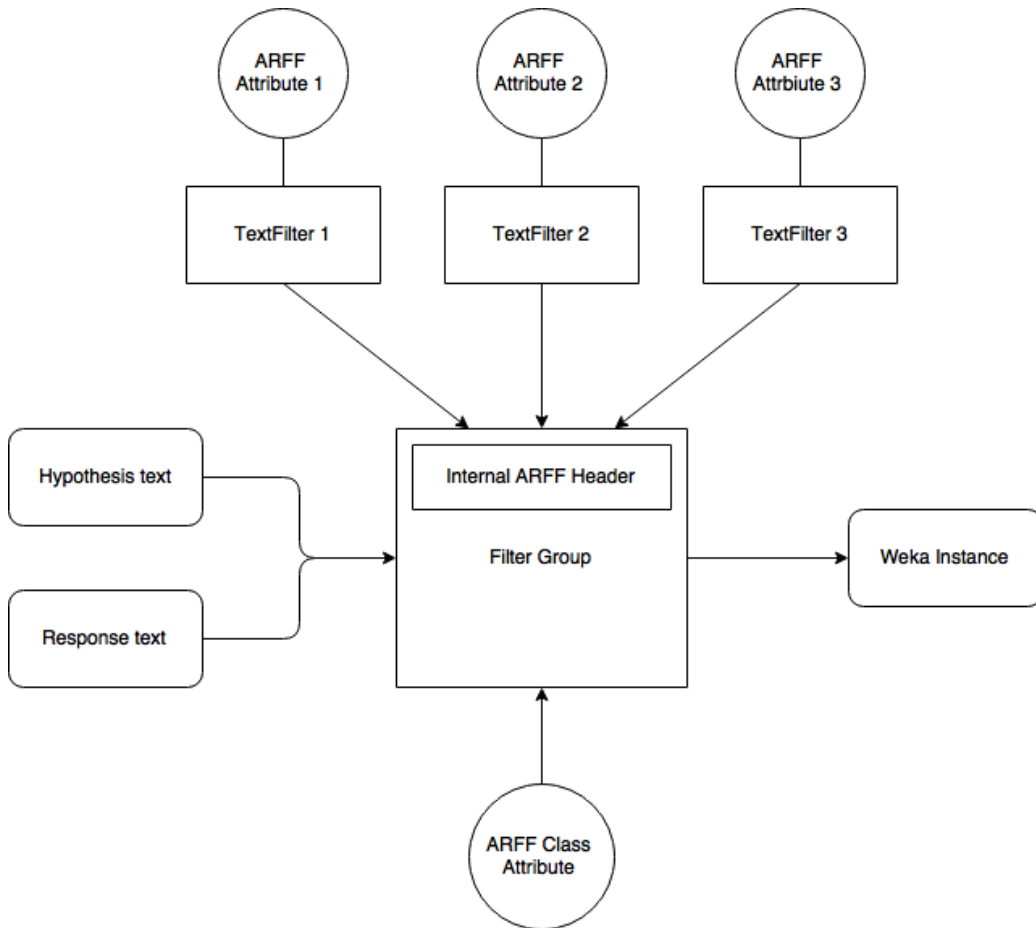 ARFF
Attribute 1
ARFF
Attribute 2
ARFF
Attrbiute 3
TextFilter 1
TextFilter 2
TextFilter 3
Hypothesis text
Internal ARFF Header
Filter Group
Weka Instance
Response text
ARFF Class
Attribute